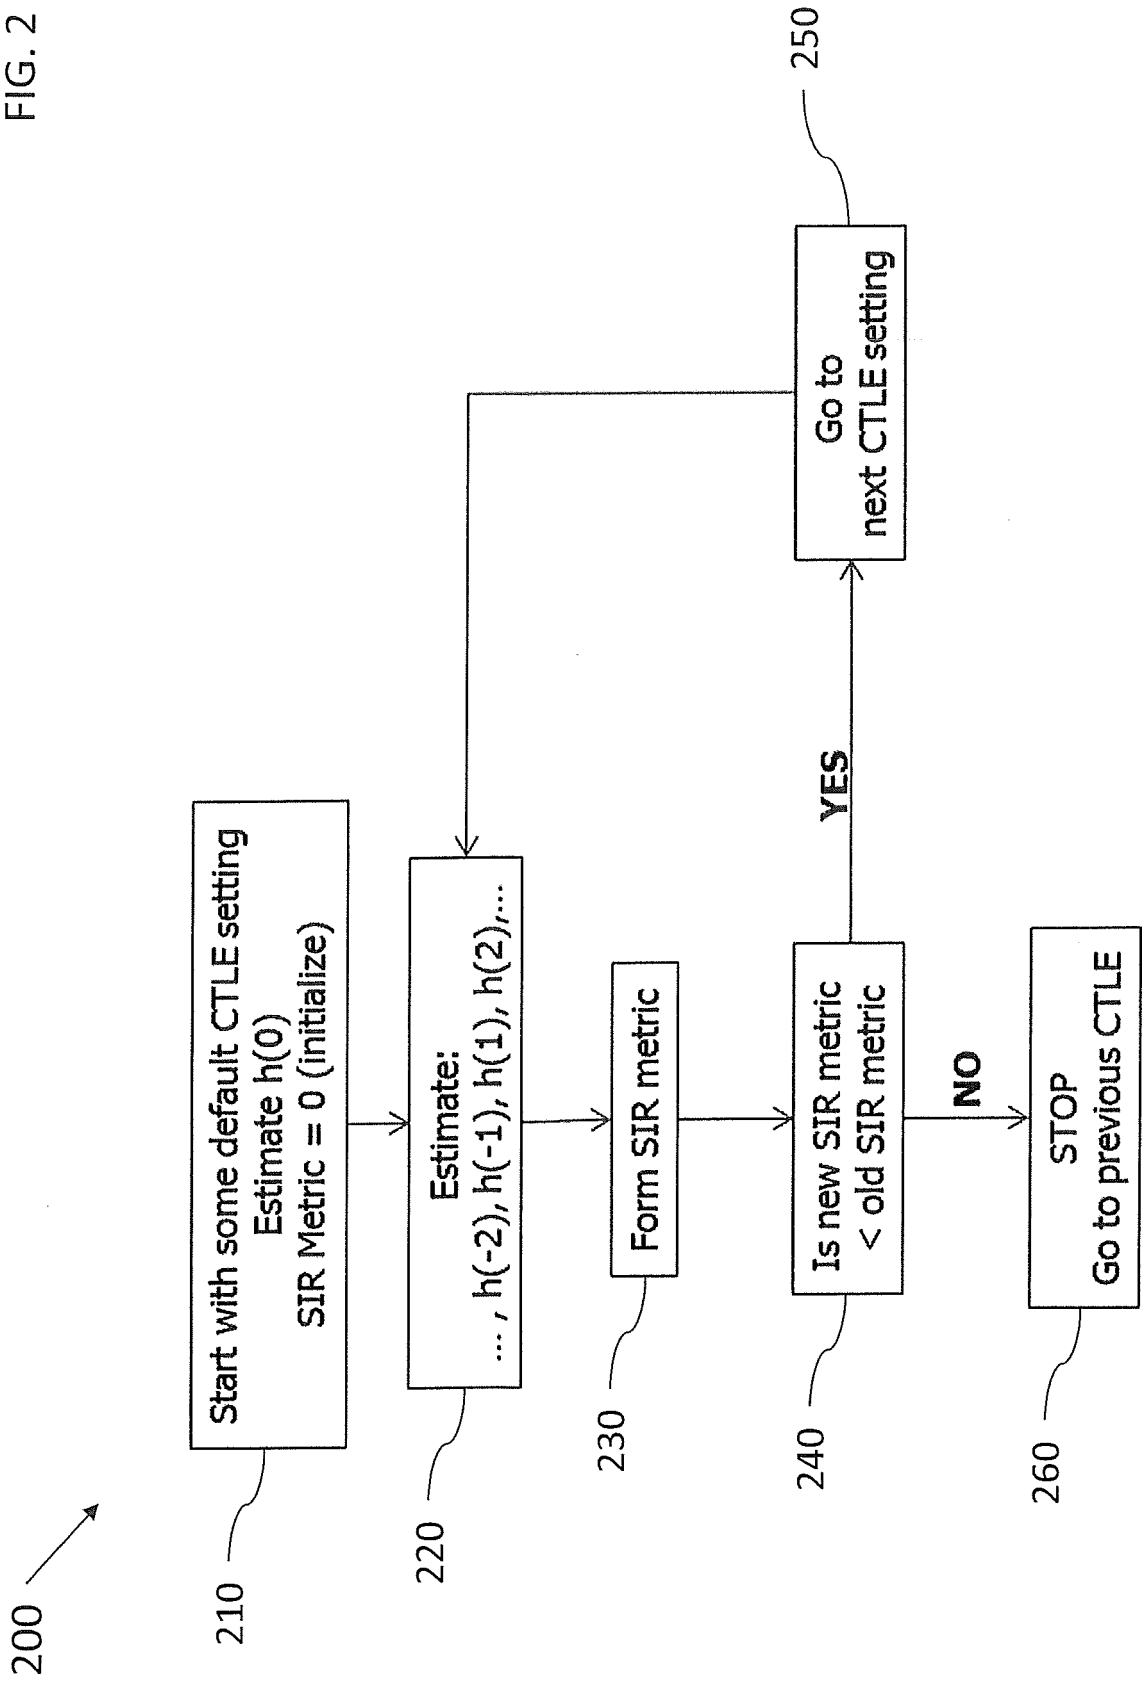 FIG. 2
200
210
Start with some default CTLE setting
Estimate h(0)
SIR Metric = 0 (initialize)
220
Estimate:
... , h(-2), h(-1), h(1), h(2),...
230
Form SIR metric
240
Is new SIR metric
< old SIR metric
YES
250
Go to
next CTLE setting
NO
260
STOP
Go to previous CTLE